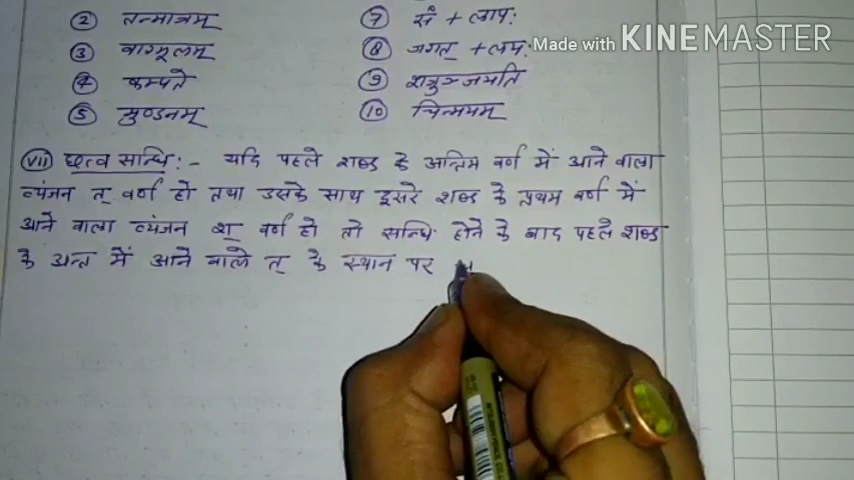 ② तन्मात्रम् ⑦ सँ + लापः
③ वाग्मूलम् ⑧ जगत् + लयः Made with KINEMASTER
④ कम्पते ⑨ शत्रुञ्जयति
⑤ मुण्डनम् ⑩ चिन्मयम्
VII छत्व सान्धि:- यदि पहले शब्द के अन्तिम वर्ण में आने वाला
व्यंजन त् वर्ण हो तथा उसके साथ दूसरे शब्द के प्रथम वर्ण में
आने वाला व्यंजन श् वर्ण हो तो सन्धि होने के बाद पहले शब्द
के अन्त में आने वाले त् के स्थान पर